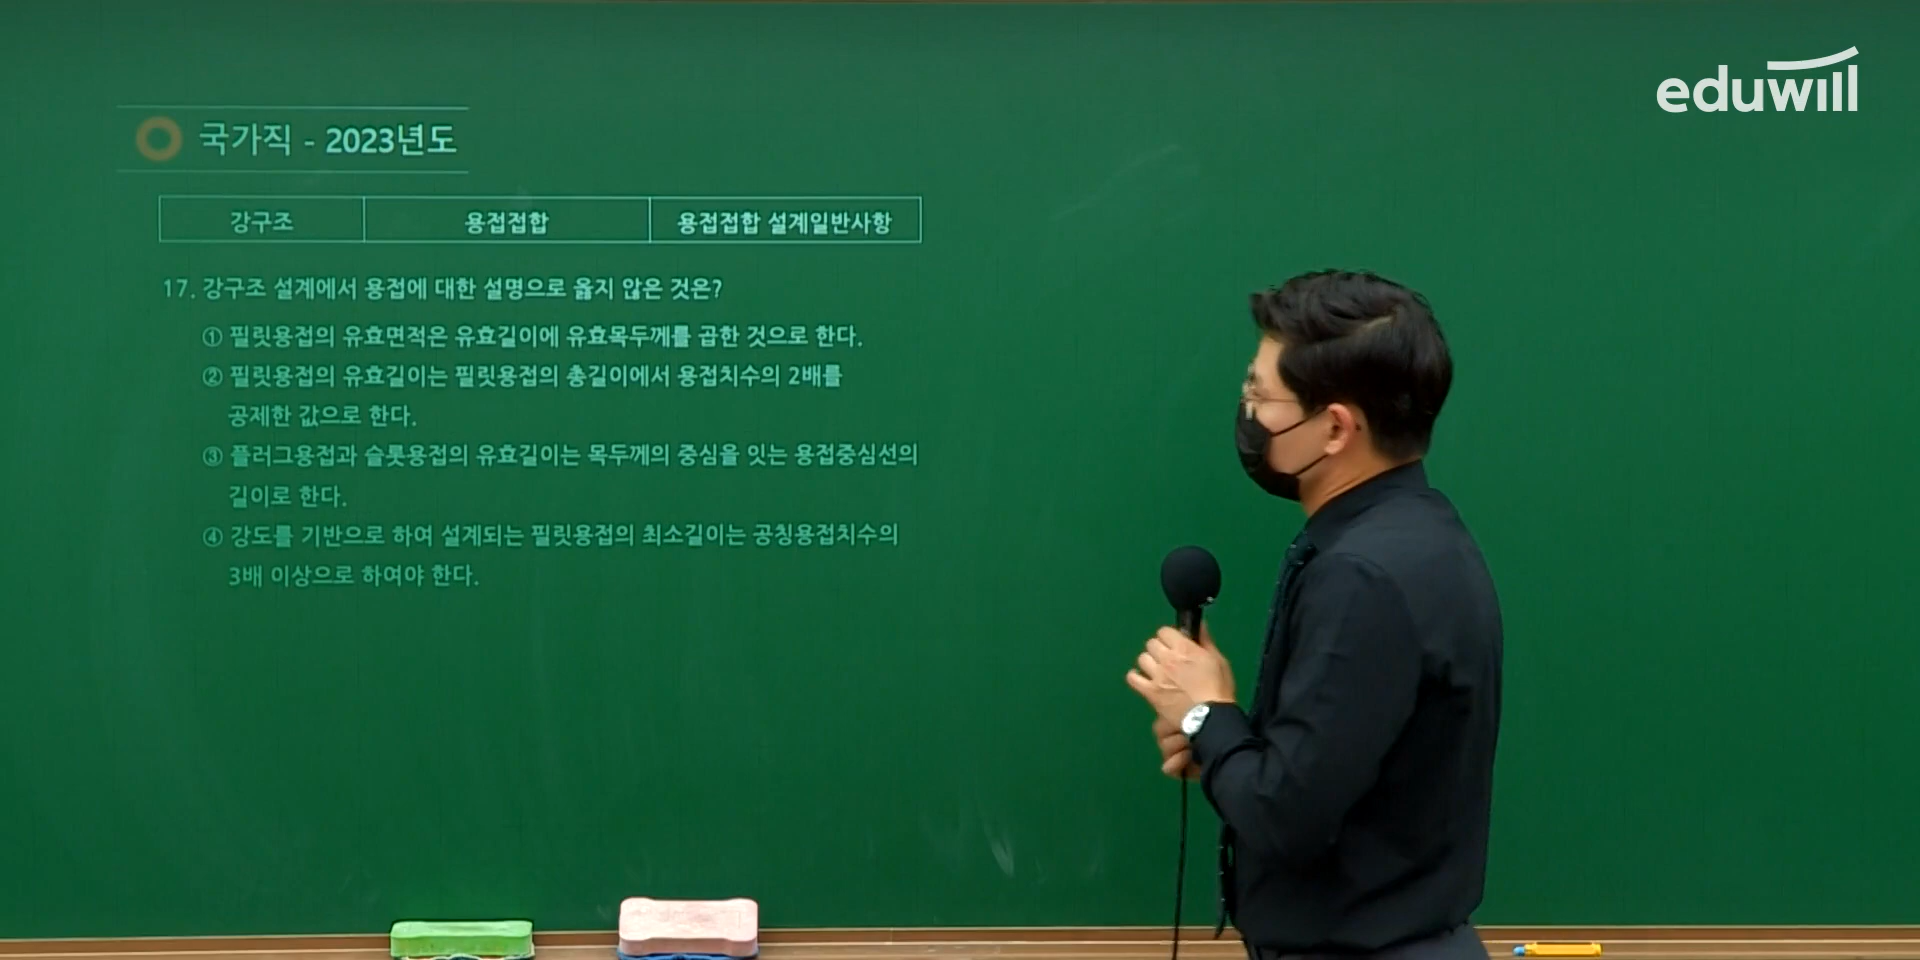 eduwill
국가직 - 2023년도
강구조 용접접합 용접접합 설계일반사항
17. 강구조 설계에서 용접에 대한 설명으로 옳지 않은 것은?
① 필릿용접의 유효면적은 유효길이에 유효목두께를 곱한 것으로 한다.
② 필릿용접의 유효길이는 필릿용접의 총길이에서 용접치수의 2배를
공제한 값으로 한다.
③ 플러그용접과 슬롯용접의 유효길이는 목두께의 중심을 잇는 용접중심선의
길이로 한다.
④ 강도를 기반으로 하여 설계되는 필릿용접의 최소길이는 공칭용접치수의
3배 이상으로 하여야 한다.